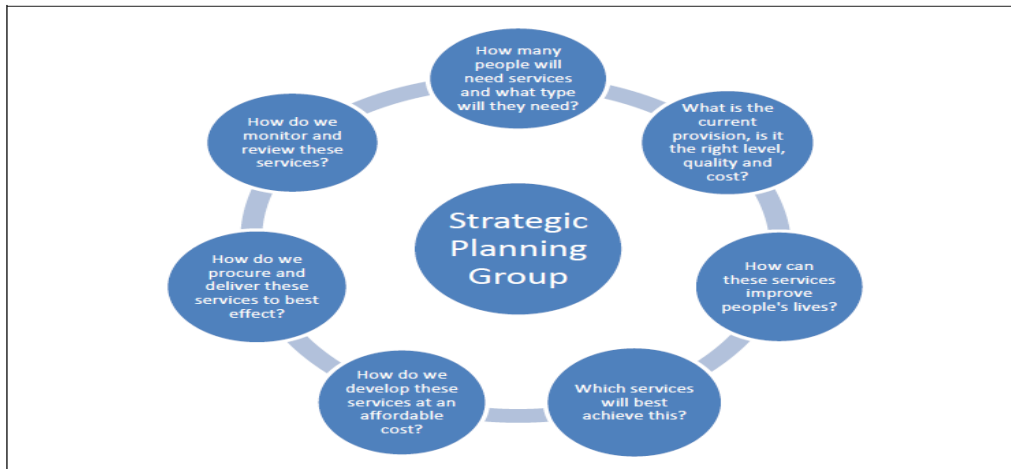 How many
people will
need services
and what type
will they need?
What is the
current
provision, is it
the right level,
quality and
cost?
How can
these services
improve
people's lives?
Which services
will best
achieve this?
How do we
develop these
services at an
affordable
cost?
How do we
procure and
deliver these
services to best
effect?
How do we
monitor and
review these
services?
Strategic
Planning
Group